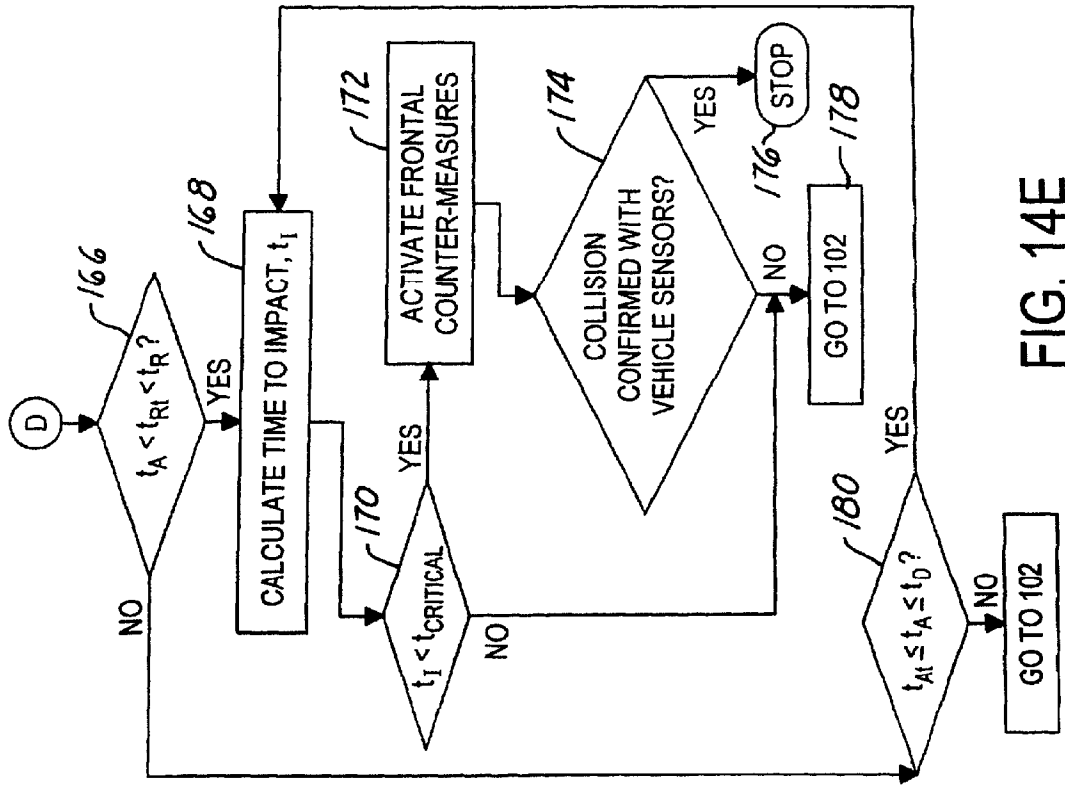 D
166
t_A < t_Rt < t_R?
NO
YES
168
CALCULATE TIME TO IMPACT, t_I
170
t_I < t_CRITICAL
YES
NO
172
ACTIVATE FRONTAL
COUNTER-MEASURES
174
COLLISION
CONFIRMED WITH
VEHICLE SENSORS?
YES
176
STOP
NO
178
GO TO 102
180
t_At ≤ t_A ≤ t_D?
YES
NO
GO TO 102
FIG. 14E